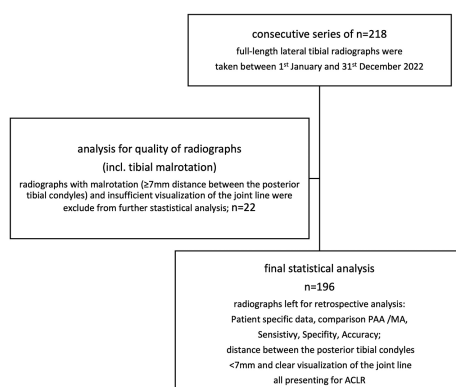 consecutive series of n=218
full-length lateral tibial radiographs were
taken between 1st January and 31st December 2022
analysis for quality of radiographs
(incl. tibial malrotation)
radiographs with malrotation (≥7mm distance between the posterior
tibial condyles) and insufficient visualization of the joint line were
exclude from further stastistical analysis; n=22
final statistical analysis
n=196
radiographs left for retrospective analysis:
Patient specific data, comparison PAA /MA,
Sensistivy, Specifity, Accuracy;
distance between the posterior tibial condyles
<7mm and clear visualization of the joint line
all presenting for ACLR